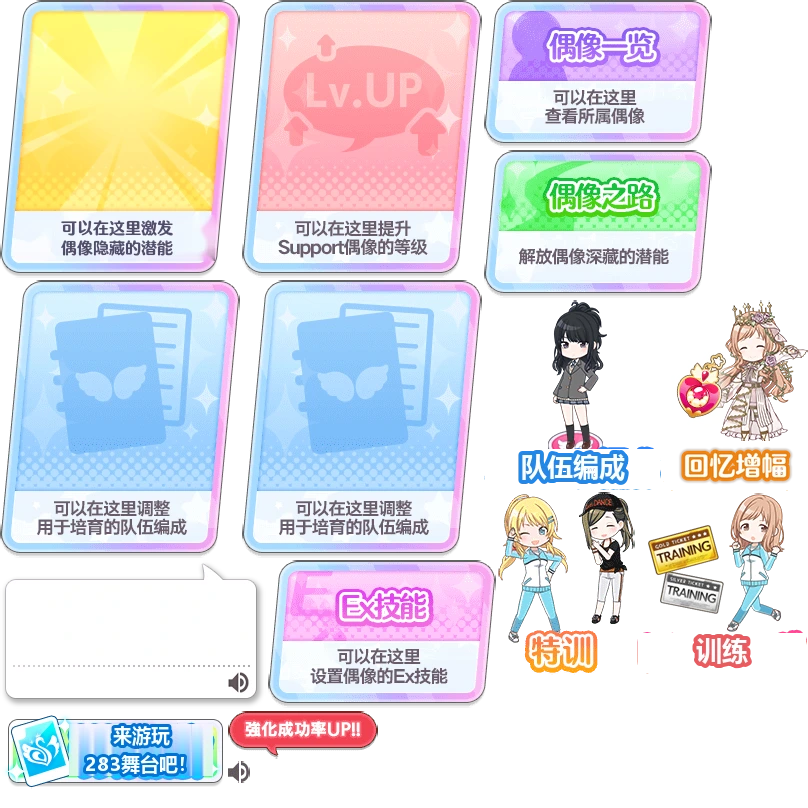 可以在这里激发
偶像隐藏的潜能
Lv.UP
可以在这里提升
Support偶像的等级
偶像一览
可以在这里
查看所属偶像
偶像之路
解放偶像深藏的潜能
可以在这里调整
用于培育的队伍编成
可以在这里调整
用于培育的队伍编成
队伍编成
回忆增幅
DANCE
GOLD TICKET
TRAINING
SILVER TICKET
TRAINING
特训
训练
Ex技能
可以在这里
设置偶像的Ex技能
来游玩
283舞台吧!
強化成功率UP!!